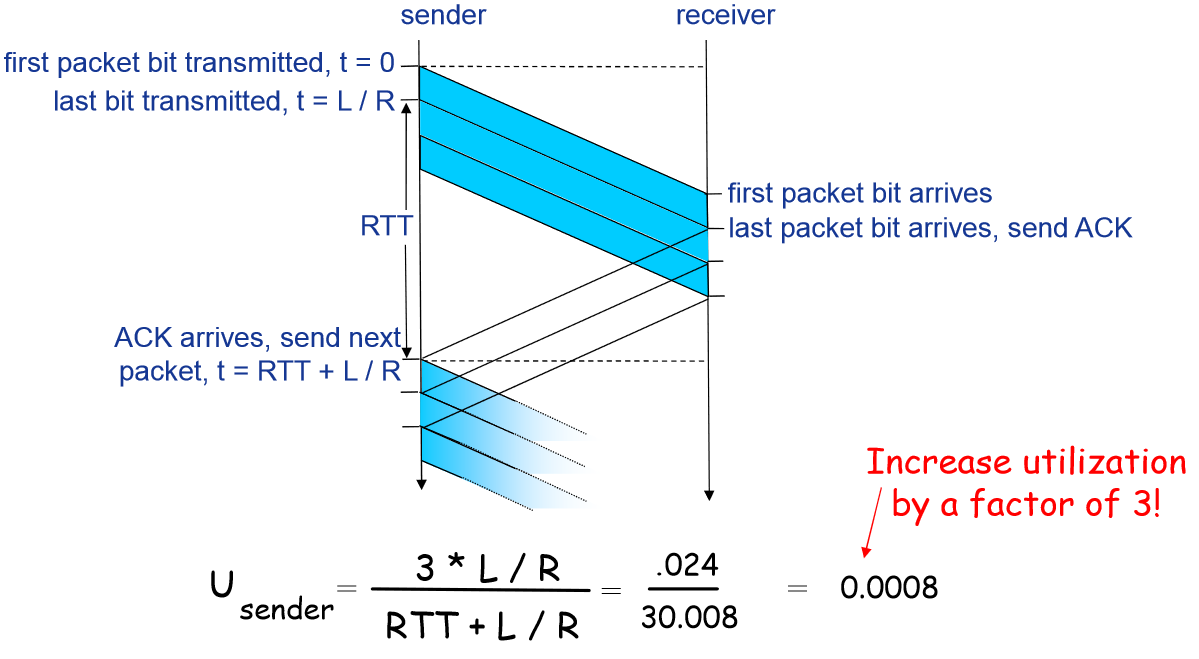 sender
receiver
first packet bit transmitted, t = 0
last bit transmitted, t = L / R
first packet bit arrives
RTT
last packet bit arrives, send ACK
ACK arrives, send next
packet, t = RTT + L / R
Increase utilization
by a factor of 3!
U sender = 3 * L / R = .024 = 0.0008
RTT + L / R 30.008